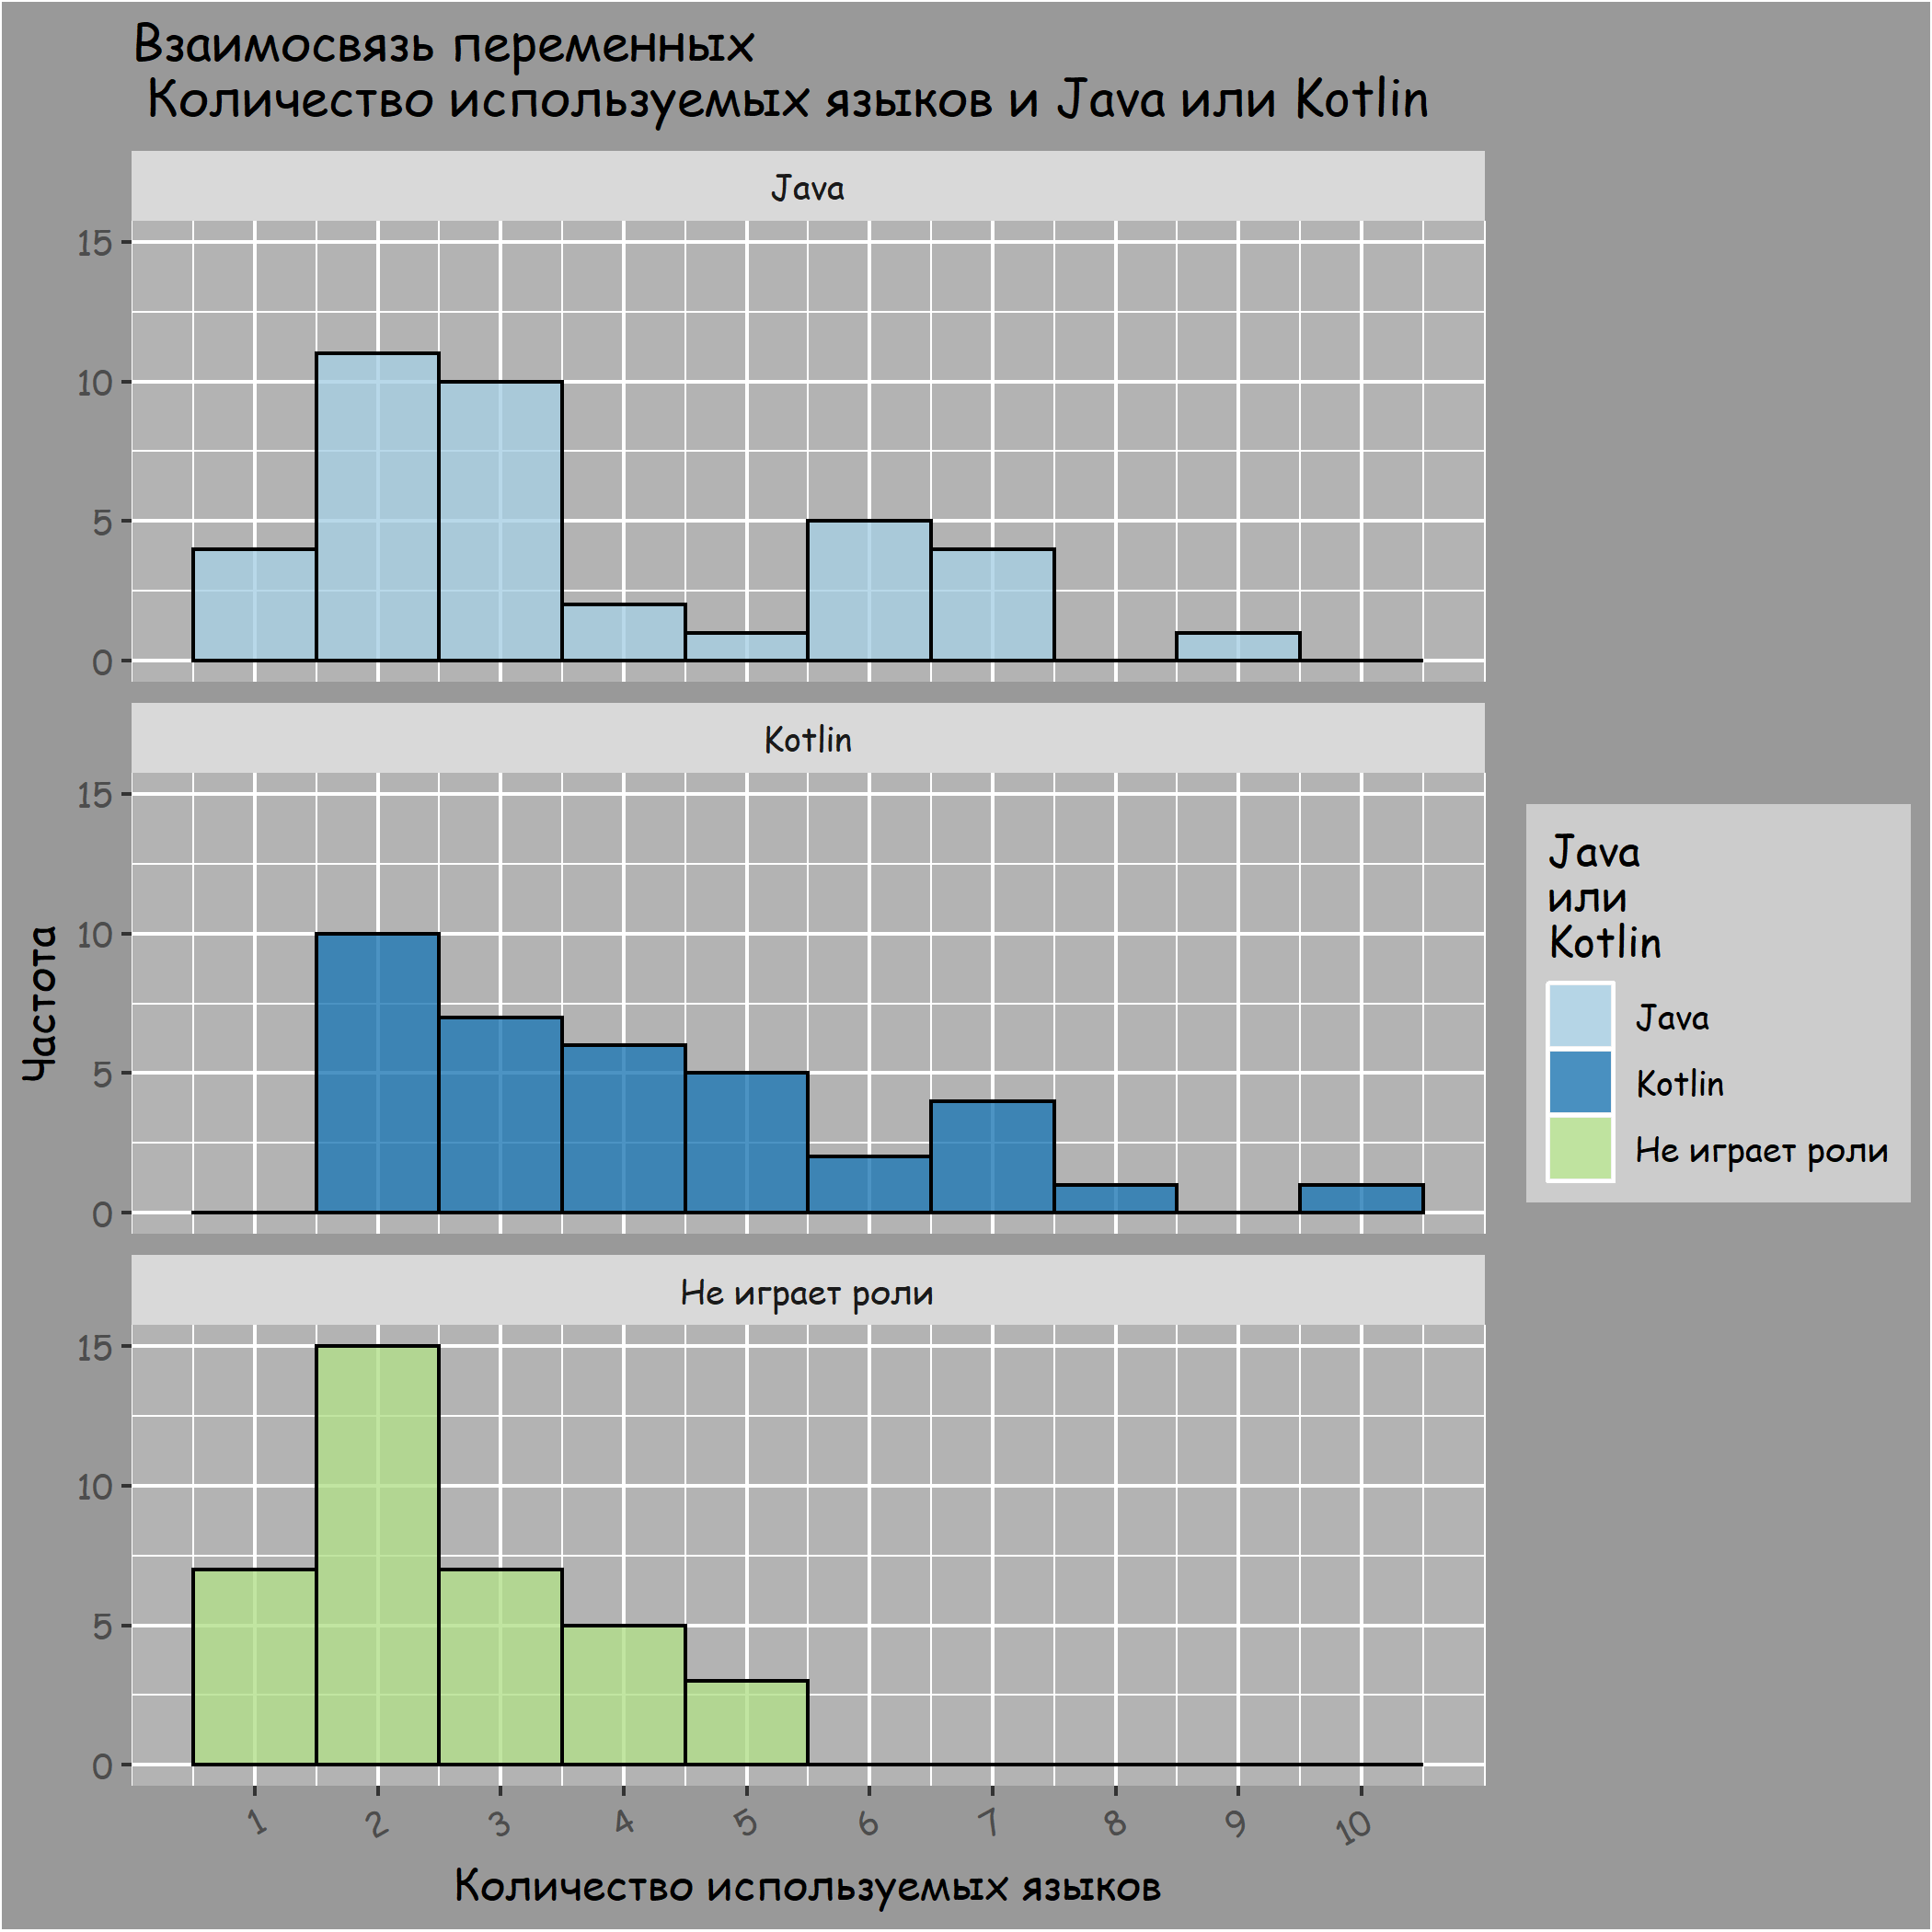 Взаимосвязь переменных
Количество используемых языков и Java или Kotlin
Java
15
10
5
0
Kotlin
15
10
5
0
Не играет роли
15
10
5
0
1 2 3 4 5 6 7 8 9 10
Количество используемых языков
Частота
Java
или
Kotlin
Java
Kotlin
Не играет роли